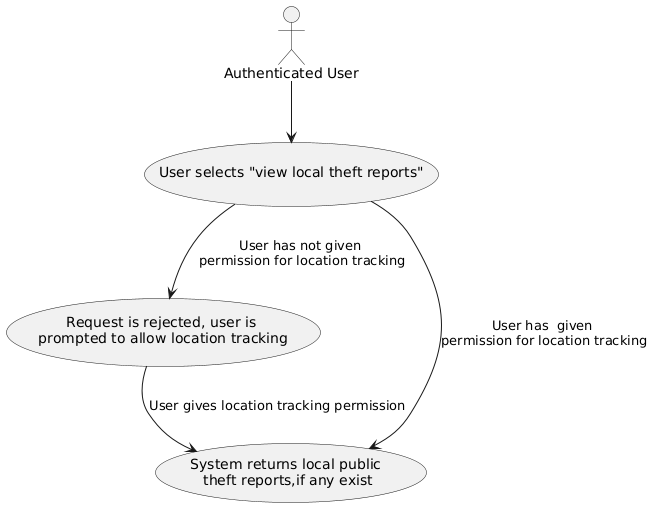 Authenticated User
User selects "view local theft reports"
User has not given
permission for location tracking
Request is rejected, user is
prompted to allow location tracking
User has  given
permission for location tracking
User gives location tracking permission
System returns local public
theft reports,if any exist